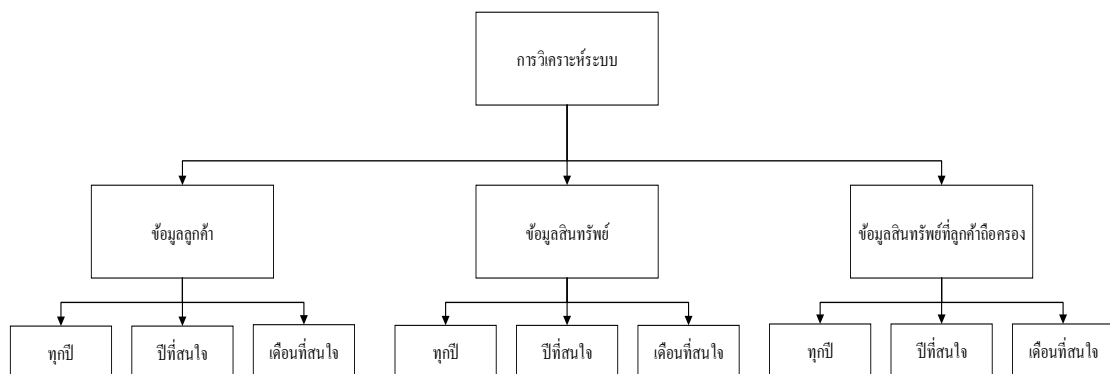 การวิเคราะห์ระบบ
ข้อมูลลูกค้า
ข้อมูลสินทรัพย์
ข้อมูลสินทรัพย์ที่ลูกค้าถือครอง
ทุกปี
ปีที่สนใจ
เดือนที่สนใจ
ทุกปี
ปีที่สนใจ
เดือนที่สนใจ
ทุกปี
ปีที่สนใจ
เดือนที่สนใจ